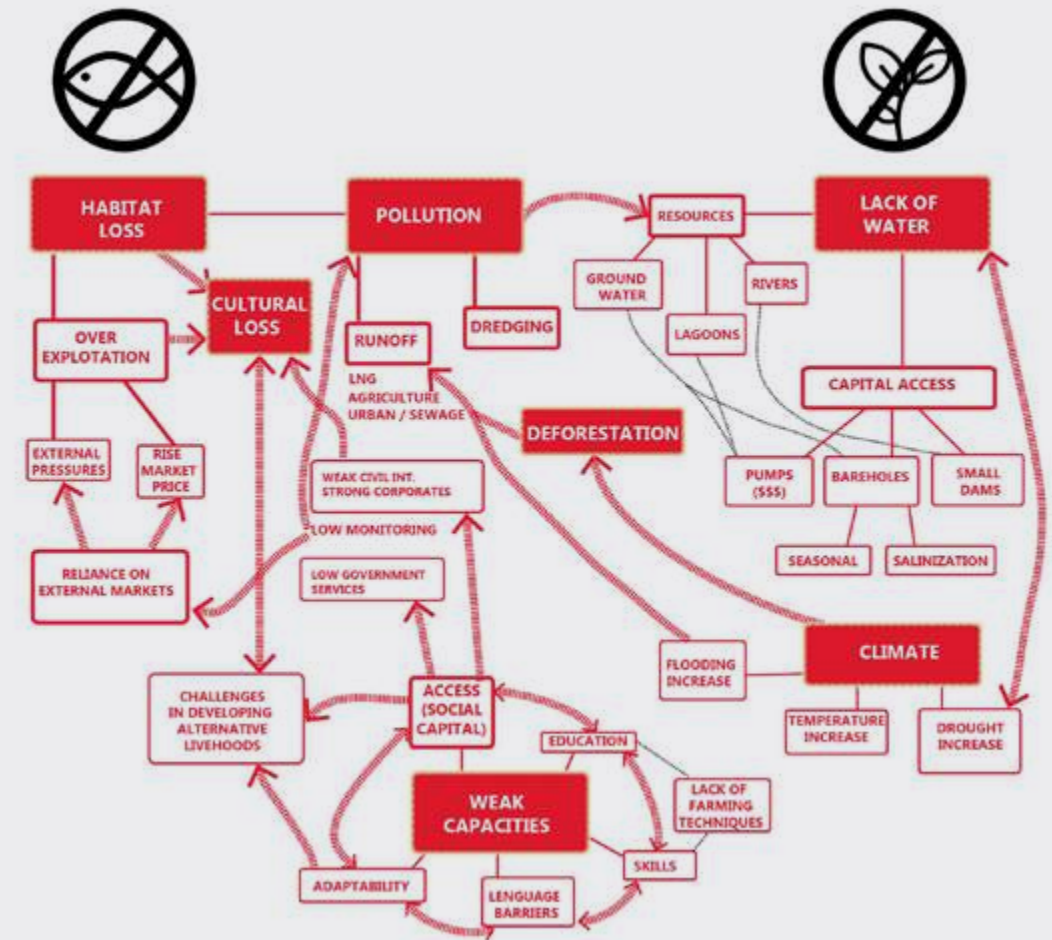 HABITAT
LOSS
POLLUTION
RESOURCES
LACK OF
WATER
GROUND
WATER
LAGOONS
RIVERS
CULTURAL
LOSS
OVER
EXPLOTATION
RUNOFF
DREDGING
LNG
AGRICULTURE
URBAN / SEWAGE
DEFORESTATION
CAPITAL ACCESS
EXTERNAL
PRESSURES
RISE
MARKET
PRICE
WEAK CIVIL INT.
STRONG CORPORATES
PUMPS
($$$)
BAREHOLES
SMALL
DAMS
LOW MONITORING
SEASONAL
SALINIZATION
RELIANCE ON
EXTERNAL MARKETS
LOW GOVERNMENT
SERVICES
CLIMATE
FLOODING
INCREASE
TEMPERATURE
INCREASE
DROUGHT
INCREASE
CHALLENGES
IN DEVELOPING
ALTERNATIVE
LIVEHOODS
ACCESS
(SOCIAL
CAPITAL)
EDUCATION
WEAK
CAPACITIES
LACK OF
FARMING
TECHNIQUES
ADAPTABILITY
LENGUAGE
BARRIERS
SKILLS